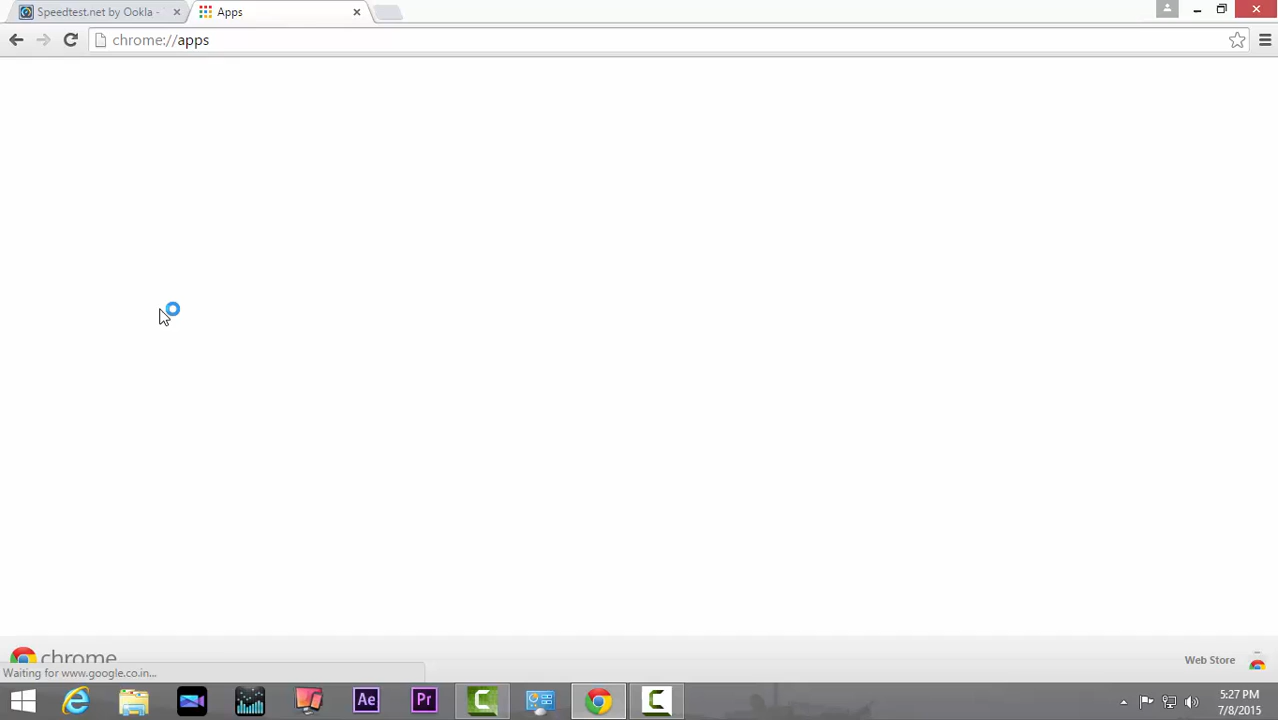 Speedtest.net by Ookla -
Apps
chrome://apps
chrome
Web Store
Waiting for www.google.co.in...
Ae
Pr
5:27 PM
7/8/2015